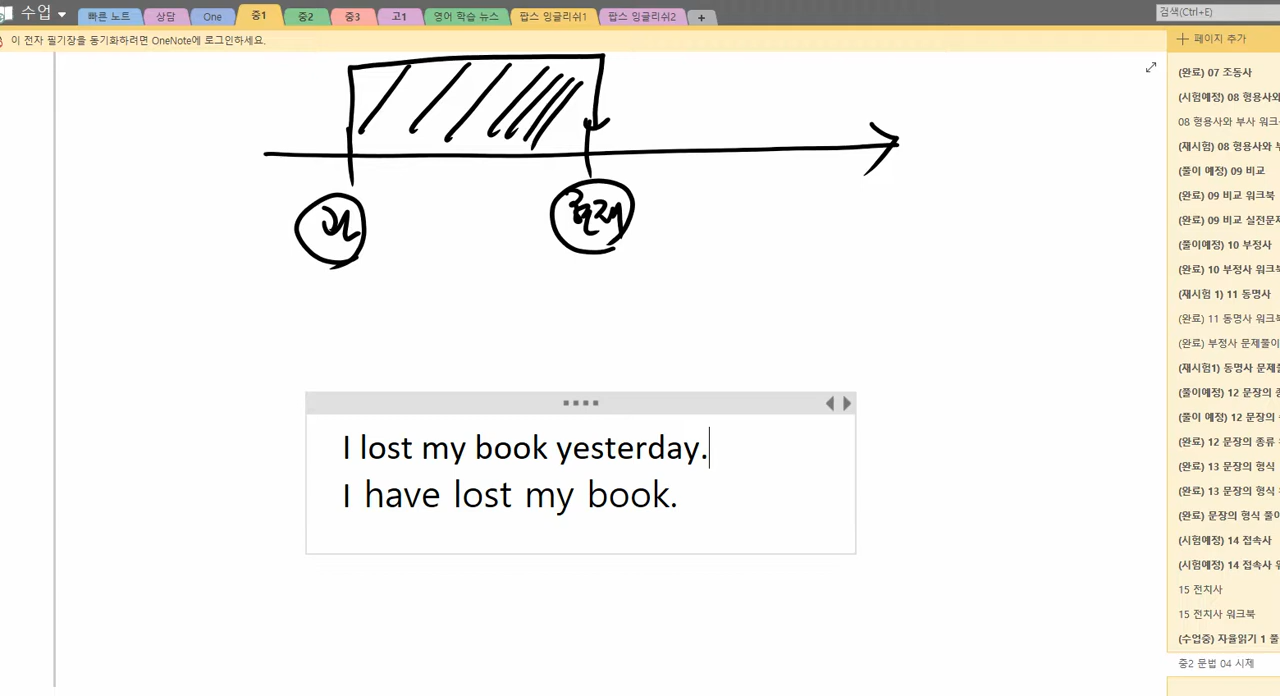 수업
빠른 노트
상담
One
중1
중2
중3
고1
영어 학습 뉴스
팝스 잉글리쉬1
팝스 잉글리쉬2
검색(Ctrl+E)
이 전자 필기장을 동기화하려면 OneNote에 로그인하세요.
페이지 추가
과
현재
I lost my book yesterday.
I have lost my book.
(완료) 07 조동사
(시험예정) 08 형용사와
08 형용사와 부사 워크
(재시험) 08 형용사와 부
(풀이 예정) 09 비교
(완료) 09 비교 워크북
(완료) 09 비교 실전문제
(풀이예정) 10 부정사
(완료) 10 부정사 워크북
(재시험 1) 11 동명사
(완료) 11 동명사 워크북
(완료) 부정사 문제풀이
(재시험1) 동명사 문제
(풀이예정) 12 문장의 종
(풀이 예정) 12 문장의
(완료) 12 문장의 종류
(완료) 13 문장의 형식
(완료) 13 문장의 형식
(완료) 문장의 형식 풀이
(시험예정) 14 접속사
(시험예정) 14 접속사 워
15 전치사
15 전치사 워크북
(수업중) 자율읽기 1 풀
중2 문법 04 시제